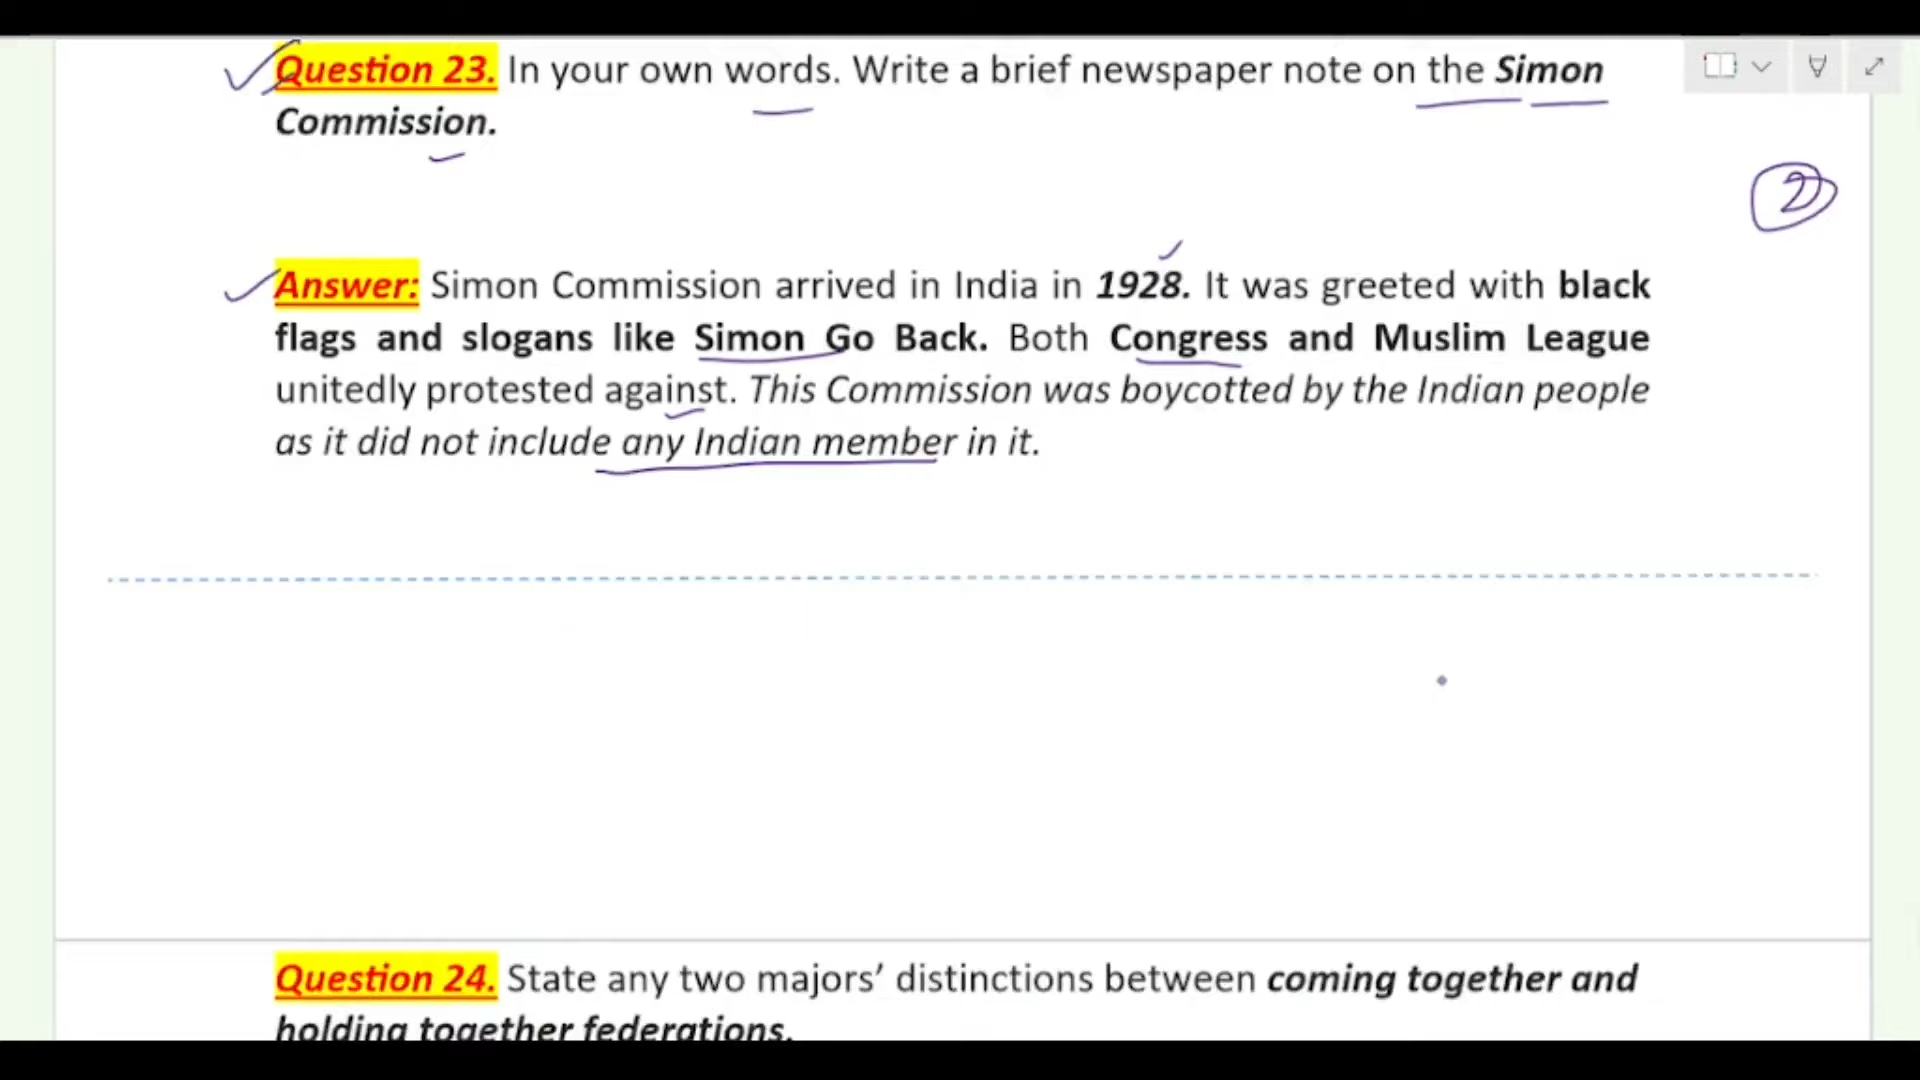 Question 23. In your own words. Write a brief newspaper note on the Simon
Commission.
2
Answer: Simon Commission arrived in India in 1928. It was greeted with black
flags and slogans like Simon Go Back. Both Congress and Muslim League
unitedly protested against. This Commission was boycotted by the Indian people
as it did not include any Indian member in it.
Question 24. State any two majors’ distinctions between coming together and
holding together federations.